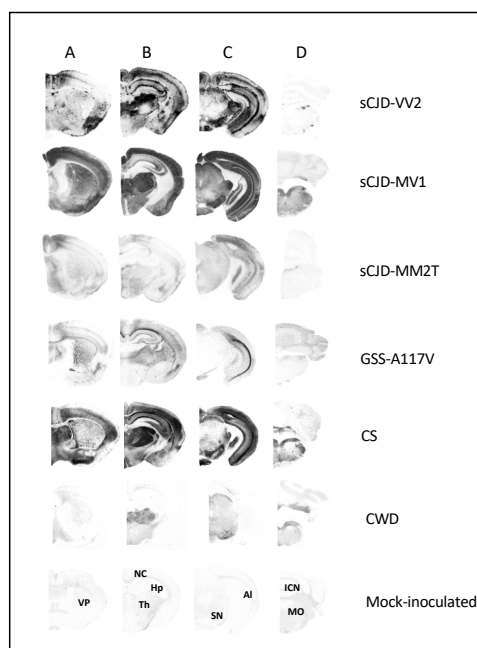 A B C D
sCJD-VV2
sCJD-MV1
sCJD-MM2T
GSS-A117V
CS
CWD
NC
Hp
ICN
VP
Th
AI
SN
MO
Mock-inoculated